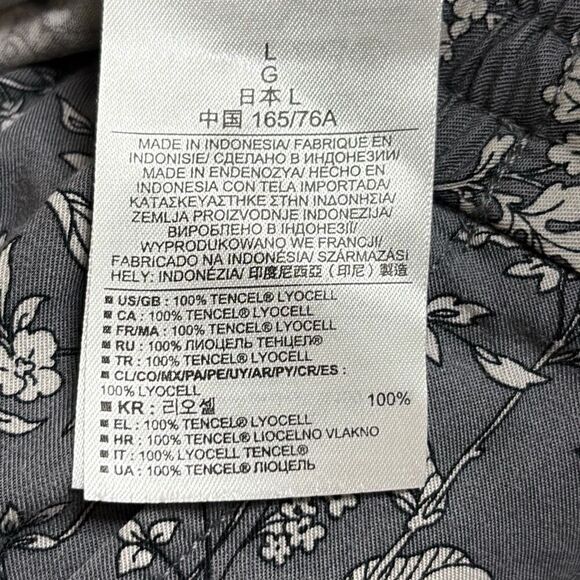 L
G
日本 L
中国 165/76A
MADE IN INDONESIA/ FABRIQUÉ EN
INDONISIE/ СДЕЛАНО В ИНДОНЕЗИИ/
MADE IN ENDENOZYA/ HECHO EN
INDONESIA CON TELA IMPORTADA/
ΚΑΤΑΣΚΕΥΑΣΤΗΚΕ ΣΤΗΝ ΙΝΔΟΝΗΣΙΑ/
ZEMLJA PROIZVODNJE INDONEZIJA/
ВИРОБЛЕНО В ІНДОНЕЗІЇ/
WYPRODUKOWANO WE FRANCJI/
FABRICADO NA INDONÉSIA/ SZÁRMAZÁSI
HELY: INDONÉZIA/ 印度尼西亞 (印尼) 製造
US/GB : 100% TENCEL® LYOCELL
CA : 100% TENCEL® LYOCELL
FR/MA : 100% TENCEL® LYOCELL
RU : 100% ЛИОЦЕЛЛ ТЕНЦЕЛ®
TR : 100% TENCEL® LYOCELL
CL/CO/MX/PA/PE/UY/AR/PY/CR/ES :
100% LYOCELL
KR : 리오셀 100%
EL : 100% TENCEL® LYOCELL
HR : 100% TENCEL® LIOCELNO VLAKNO
IT : 100% LYOCELL TENCEL®
UA : 100% TENCEL® ЛІОЦЕЛЬ